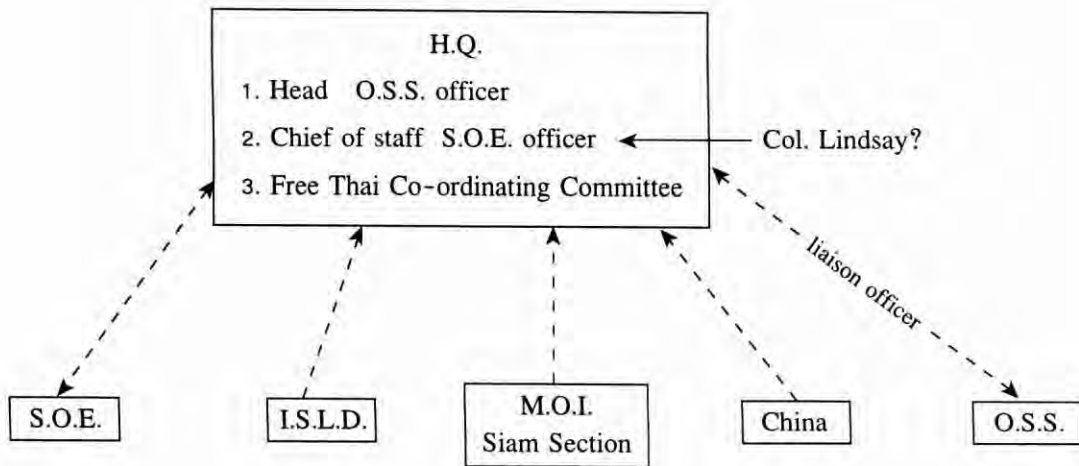 H.Q.
1. Head O.S.S. officer
2. Chief of staff S.O.E. officer
Col. Lindsay?
3. Free Thai Co-ordinating Committee
liaison officer
S.O.E.
I.S.L.D.
M.O.I.
Siam Section
China
O.S.S.